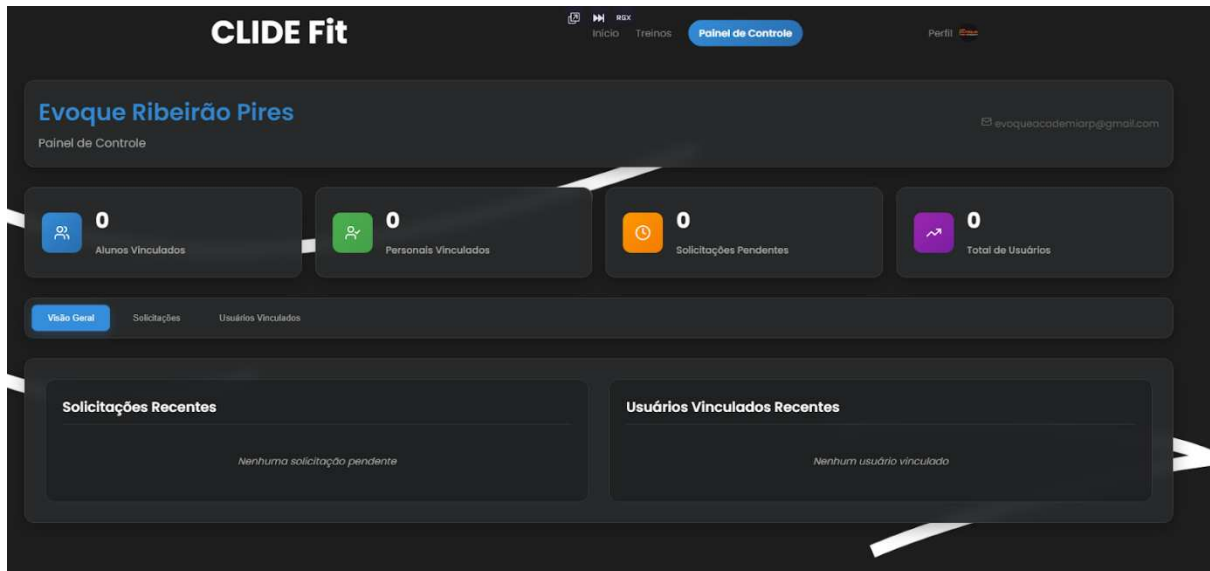 CLIDE Fit
RGX
Início Treinos Painel de Controle Perfil
Evoque Ribeirão Pires
Painel de Controle
evoqueacademiarp@gmail.com
0 0 0 0
Alunos Vinculados Personais Vinculados Solicitações Pendentes Total de Usuários
Visão Geral Solicitações Usuários Vinculados
Solicitações Recentes Usuários Vinculados Recentes
Nenhuma solicitação pendente Nenhum usuário vinculado